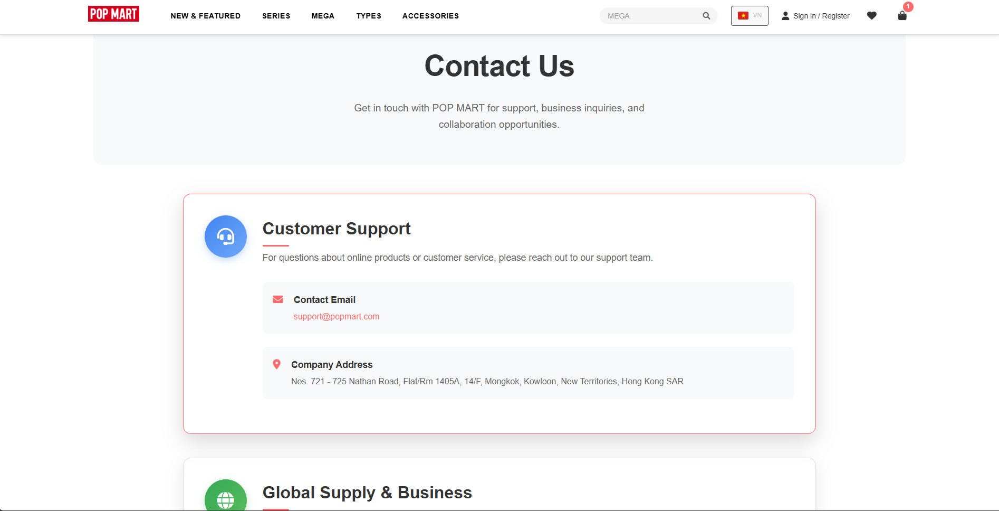 POP MART
NEW & FEATURED
SERIES
MEGA
TYPES
ACCESSORIES
MEGA
VN
Sign in / Register
1
Contact Us
Get in touch with POP MART for support, business inquiries, and
collaboration opportunities.
Customer Support
For questions about online products or customer service, please reach out to our support team.
Contact Email
support@popmart.com
Company Address
Nos. 721 - 725 Nathan Road, Flat/Rm 1405A, 14/F, Mongkok, Kowloon, New Territories, Hong Kong SAR
Global Supply & Business